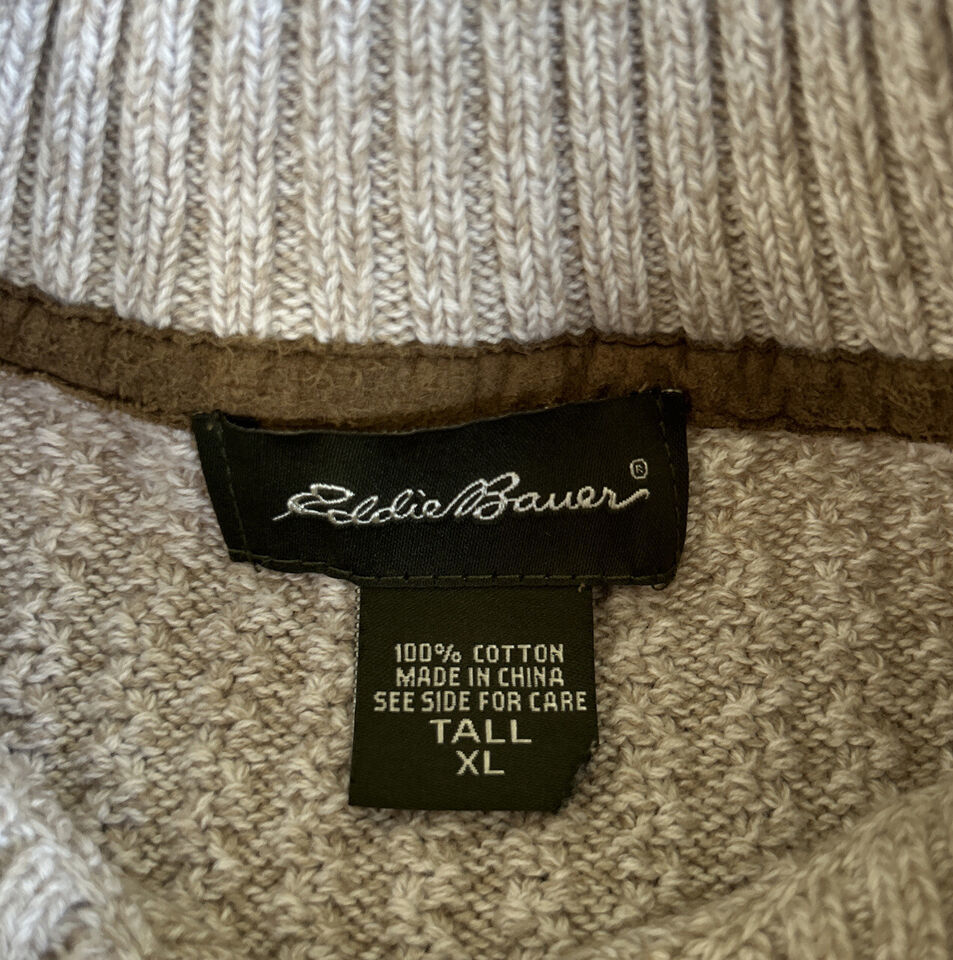 Eddie Bauer®
100% COTTON
MADE IN CHINA
SEE SIDE FOR CARE
TALL
XL